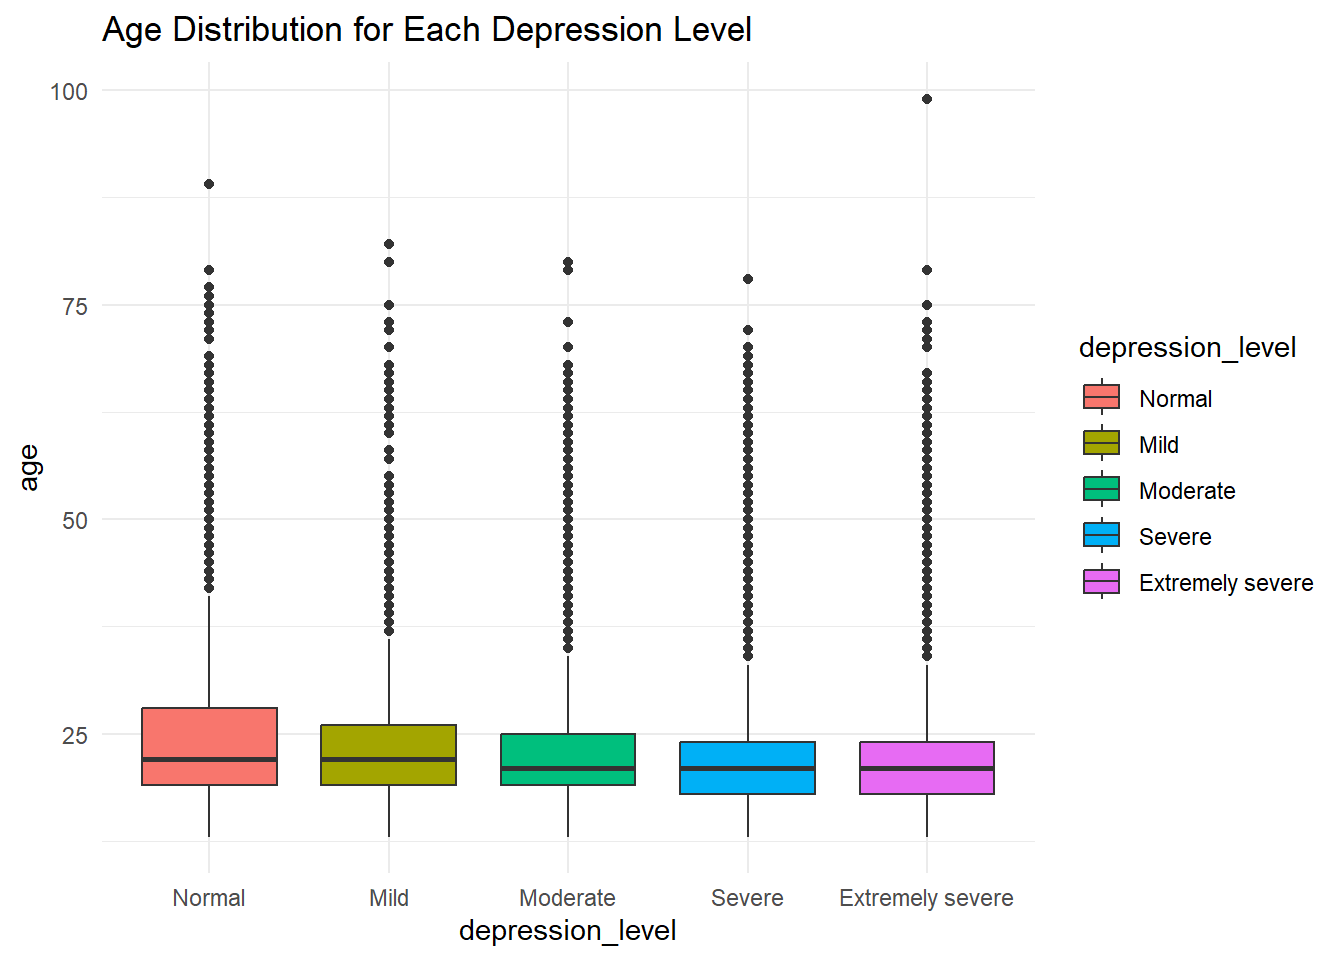 Age Distribution for Each Depression Level
100
75
50
25
age
Normal Mild Moderate Severe Extremely severe
depression_level
depression_level
Normal
Mild
Moderate
Severe
Extremely severe